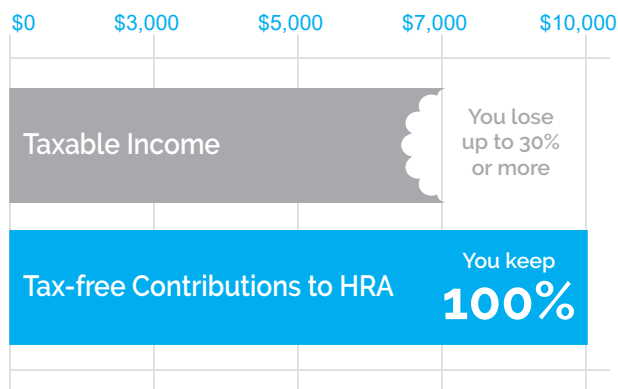 $0 $3,000 $5,000 $7,000 $10,000
Taxable Income
You lose
up to 30%
or more
Tax-free Contributions to HRA
You keep
100%